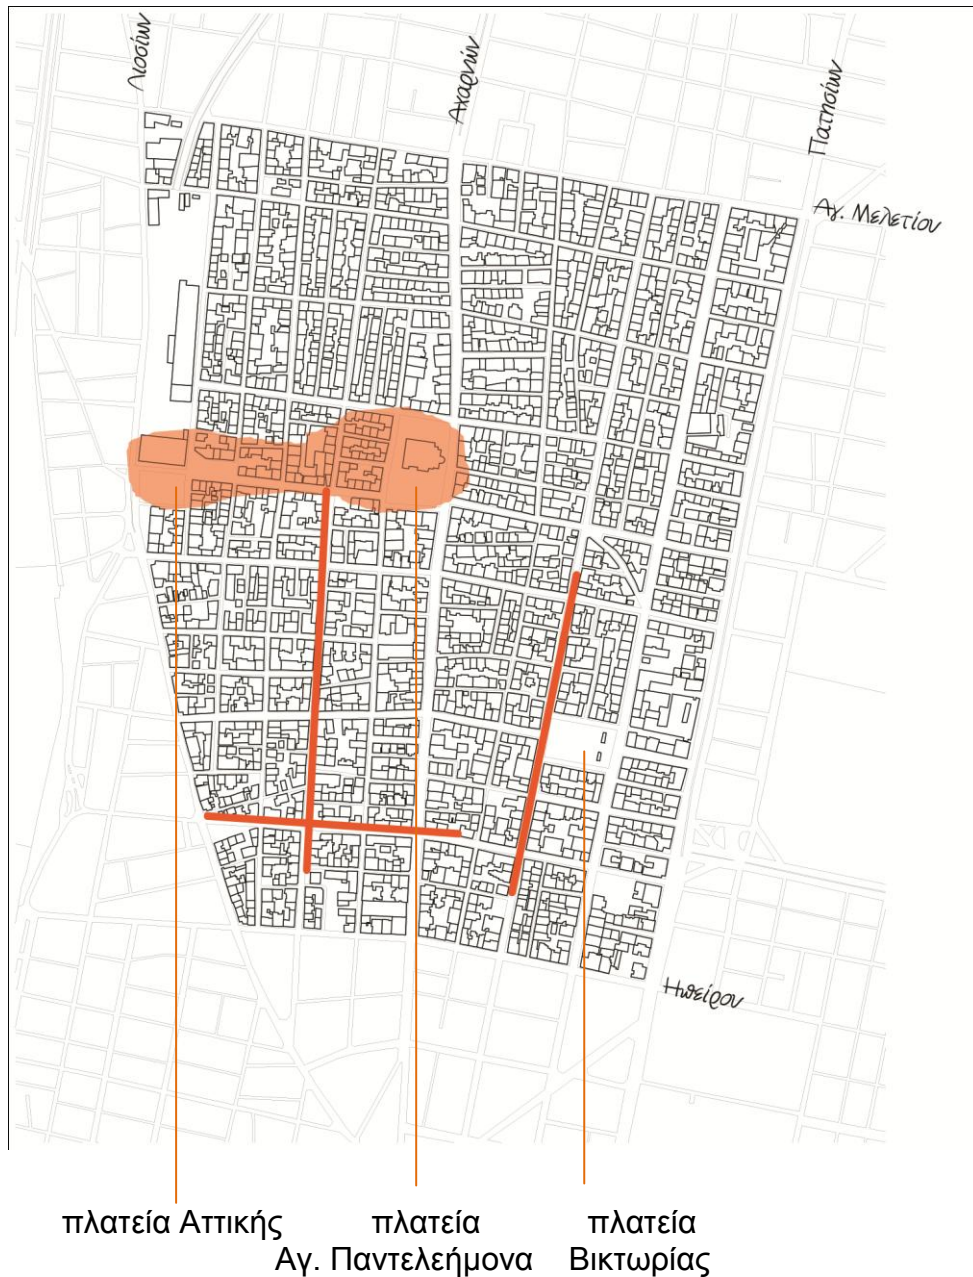 Λιοσίων
Αχαρνών
Πατησίων
Αγ. Μελετίου
Ηπείρου
πλατεία Αττικής
πλατεία
Αγ. Παντελεήμονα
πλατεία
Βικτωρίας